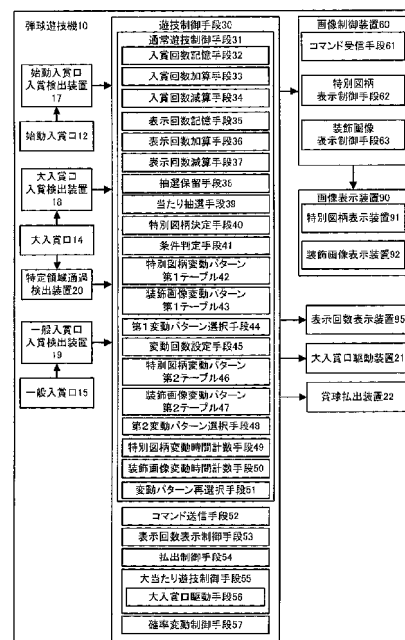 弾球遊技機10
始動入賞口
入賞検出装置
17
始動入賞口12
大入賞口
入賞検出装置
18
大入賞口14
特定領域通過
検出装置20
一般入賞口
入賞検出装置
19
一般入賞口15
遊技制御手段30
通常遊技制御手段31
入賞回数記憶手段32
入賞回数加算手段33
入賞回数減算手段34
表示回数記憶手段35
表示回数加算手段36
表示回数減算手段37
抽選保留手段38
当たり抽選手段39
特別図柄決定手段40
条件判定手段41
特別図柄変動パターン
第1テーブル42
装飾画像変動パターン
第1テーブル43
第1変動パターン選択手段44
変動回数設定手段45
特別図柄変動パターン
第2テーブル46
装飾画像変動パターン
第2テーブル47
第2変動パターン選択手段48
特別図柄変動時間計数手段49
装飾画像変動時間計数手段50
変動パターン再選択手段51
コマンド送信手段52
表示回数表示制御手段53
払出制御手段54
大当たり遊技制御手段55
大入賞口駆動手段56
確率変動制御手段57
画像制御装置60
コマンド受信手段61
特別図柄
表示制御手段62
装飾画像
表示制御手段63
画像表示装置90
特別図柄表示装置91
装飾画像表示装置92
表示回数表示装置95
大入賞口駆動装置21
賞球払出装置22